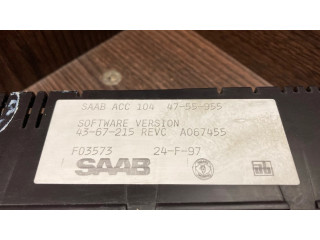 SAAB ACC 104 47-55-955
SOFTWARE VERSION
43-67-215 REVC A067455
F03573 24-F-97
SAAB